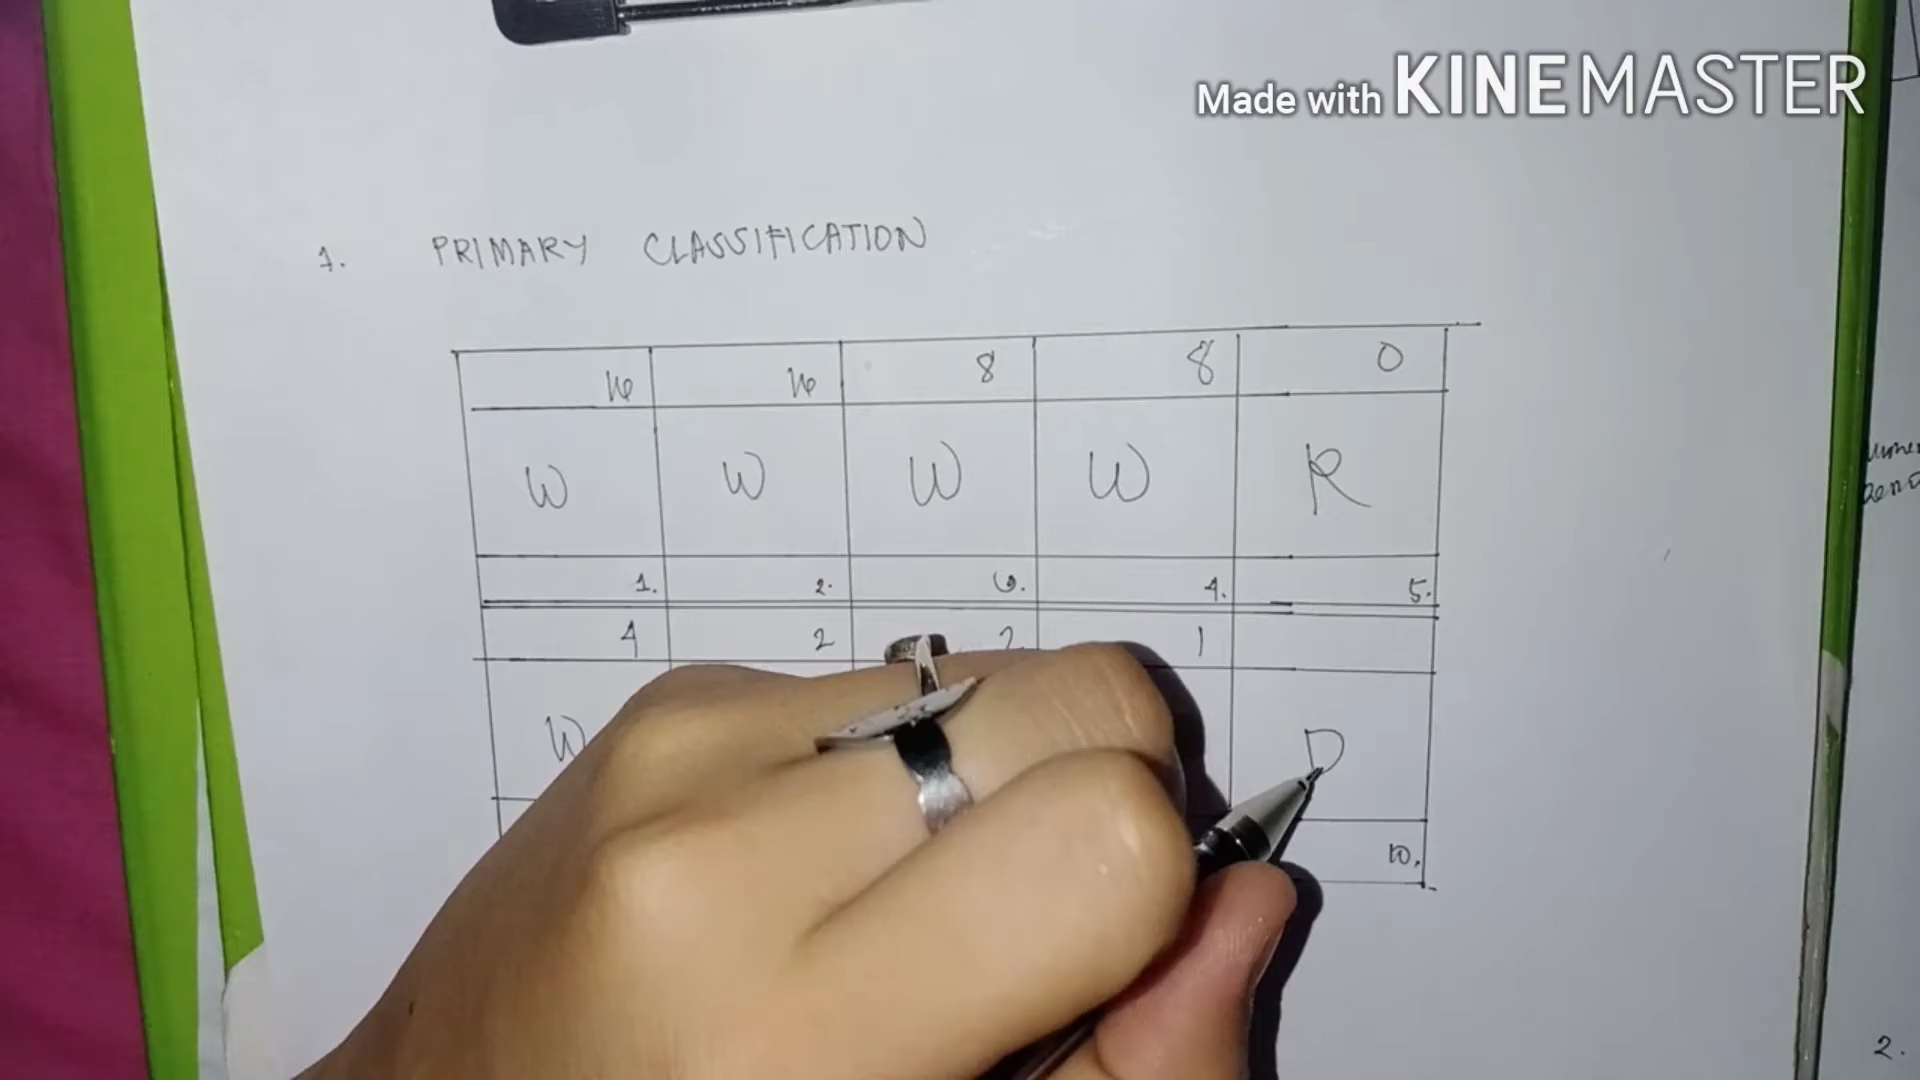 Made with KINEMASTER
1. PRIMARY CLASSIFICATION
16 16 8 8 0
W W W W R
1. 2. 4. 5.
4 2 2 1
W D
10.
2.